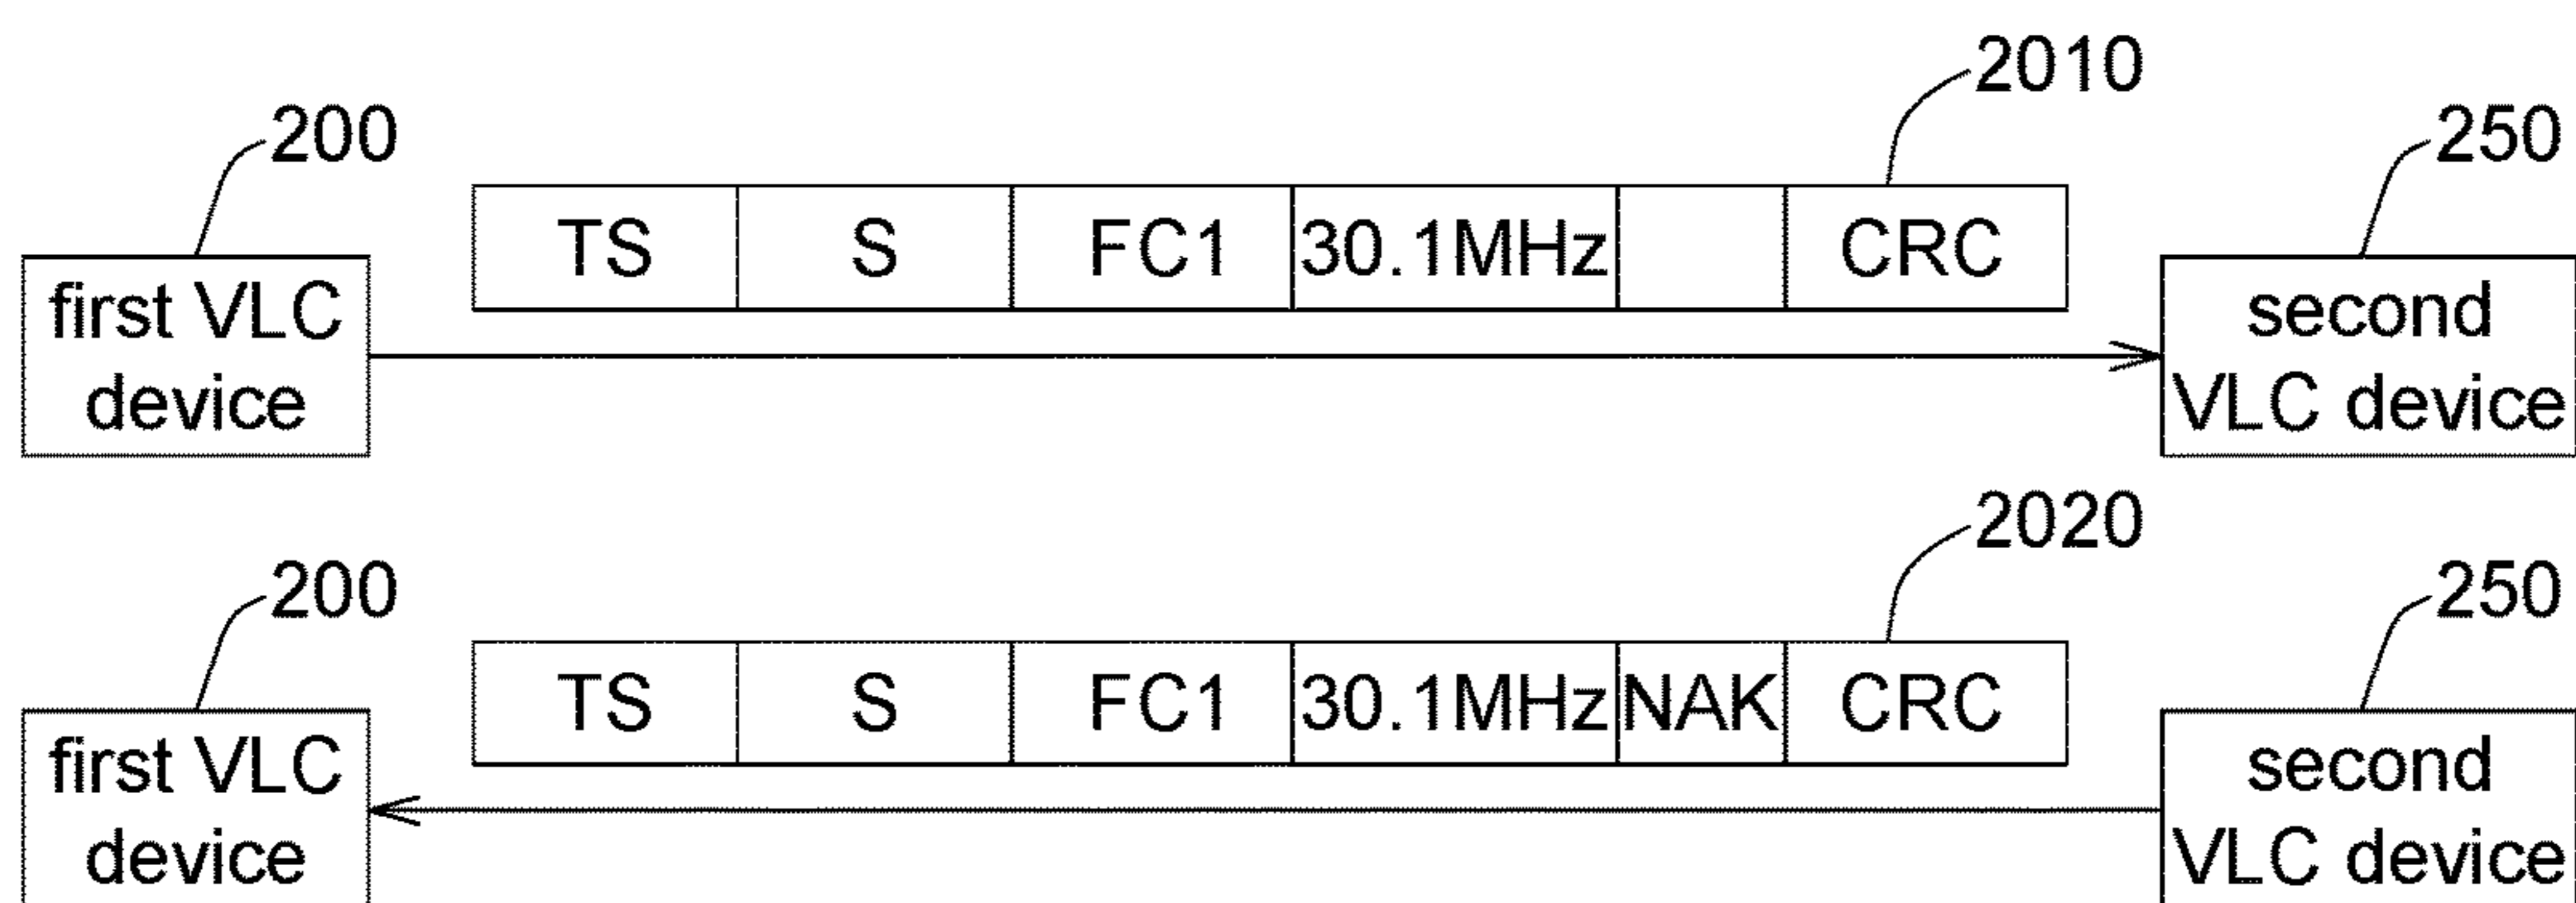 2010
200
250
TS S FC1 30.1MHz CRC
first VLC
device
second
VLC device
2020
200
250
TS S FC1 30.1MHz NAK CRC
first VLC
device
second
VLC device